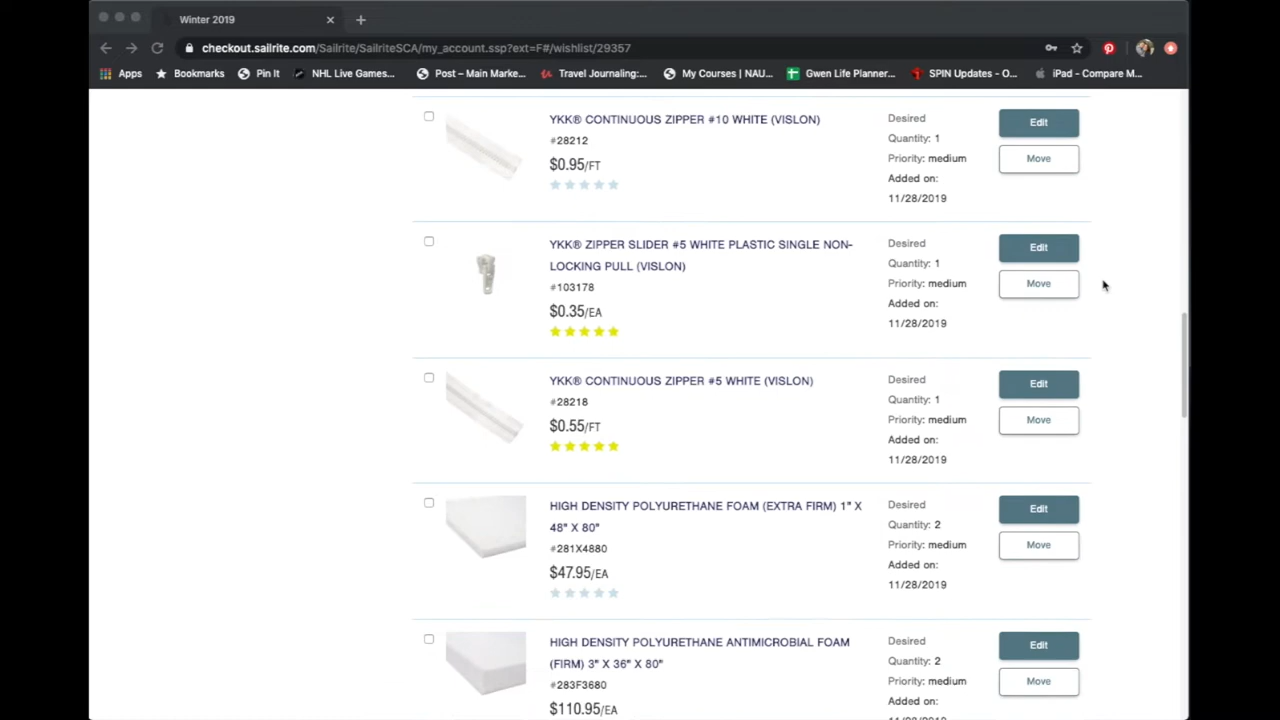 Winter 2019
checkout.sailrite.com/Sailrite/SailriteSCA/my_account.ssp?ext=F#/wishlist/29357
Apps Bookmarks Pin It NHL Live Games... Post – Main Marke... Travel Journaling:... My Courses | NAU... Gwen Life Planner... SPIN Updates - O... iPad - Compare M...
YKK® CONTINUOUS ZIPPER #10 WHITE (VISLON)
#28212
$0.95/FT
Desired
Quantity: 1
Priority: medium
Added on:
11/28/2019
Edit
Move
YKK® ZIPPER SLIDER #5 WHITE PLASTIC SINGLE NON-
LOCKING PULL (VISLON)
#103178
$0.35/EA
Desired
Quantity: 1
Priority: medium
Added on:
11/28/2019
Edit
Move
YKK® CONTINUOUS ZIPPER #5 WHITE (VISLON)
#28218
$0.55/FT
Desired
Quantity: 1
Priority: medium
Added on:
11/28/2019
Edit
Move
HIGH DENSITY POLYURETHANE FOAM (EXTRA FIRM) 1" X
48" X 80"
#281X4880
$47.95/EA
Desired
Quantity: 2
Priority: medium
Added on:
11/28/2019
Edit
Move
HIGH DENSITY POLYURETHANE ANTIMICROBIAL FOAM
(FIRM) 3" X 36" X 80"
#283F3680
$110.95/EA
Desired
Quantity: 2
Priority: medium
Added on:
Edit
Move